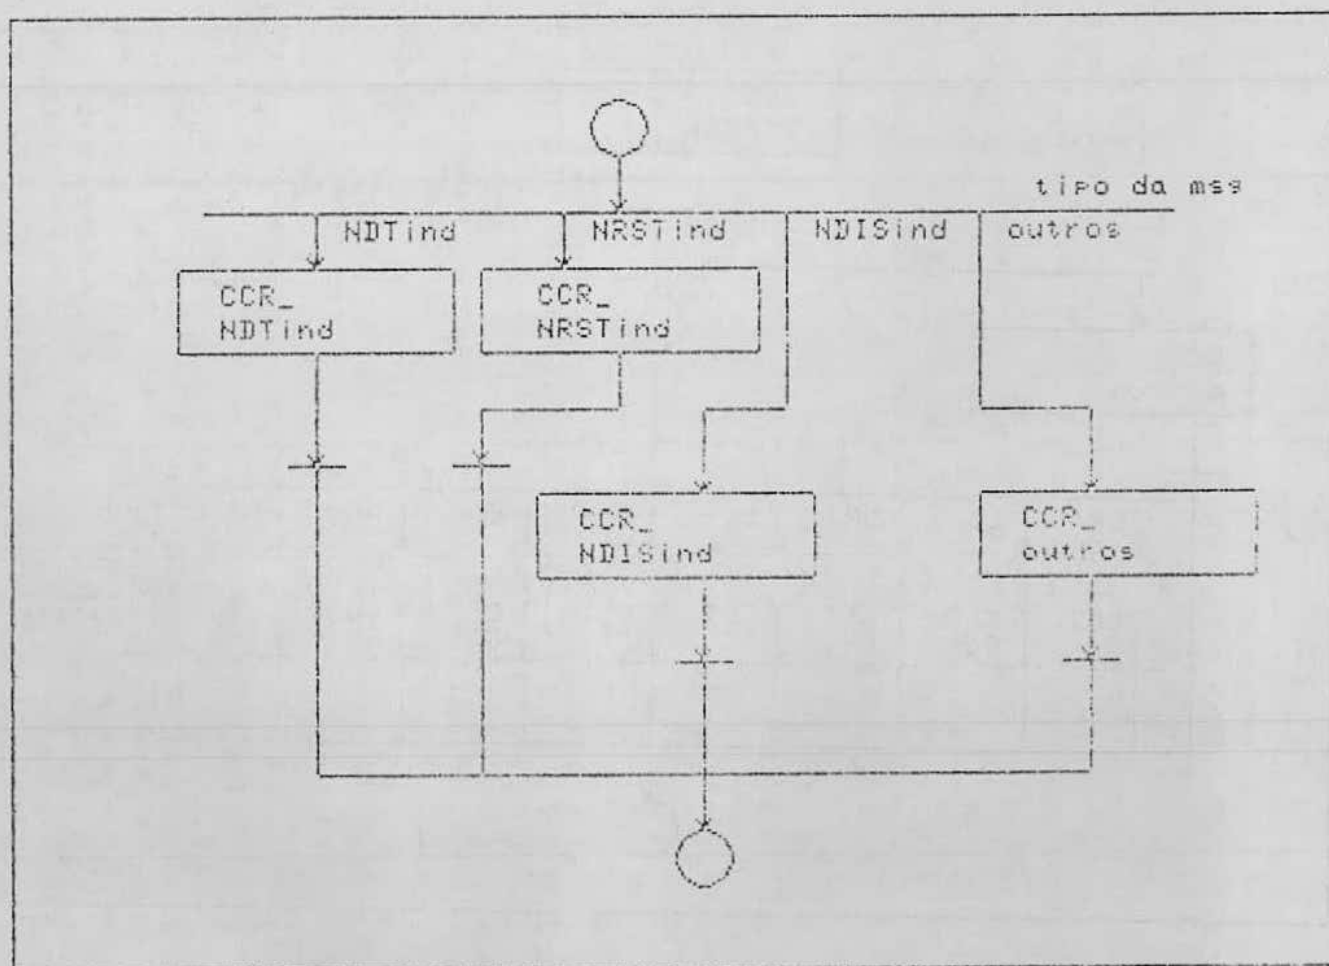 tipo da msg
NDTind
NRSTind
NDISind
outros
CCR_
NDTind
CCR_
NRSTind
CCR_
NDISind
CCR_
outros